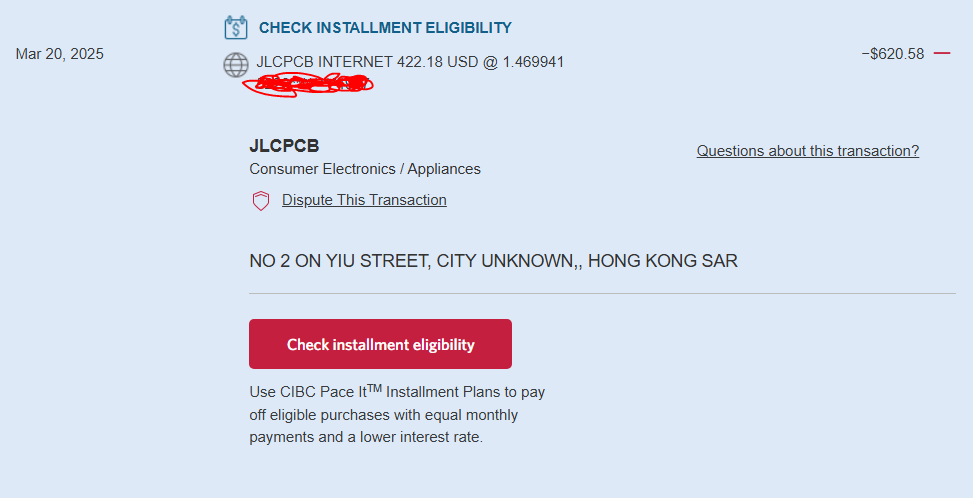 CHECK INSTALLMENT ELIGIBILITY
Mar 20, 2025
JLCPCB INTERNET 422.18 USD @ 1.469941
−$620.58
JLCPCB
Questions about this transaction?
Consumer Electronics / Appliances
Dispute This Transaction
NO 2 ON YIU STREET, CITY UNKNOWN,, HONG KONG SAR
Check installment eligibility
Use CIBC Pace It™ Installment Plans to pay
off eligible purchases with equal monthly
payments and a lower interest rate.